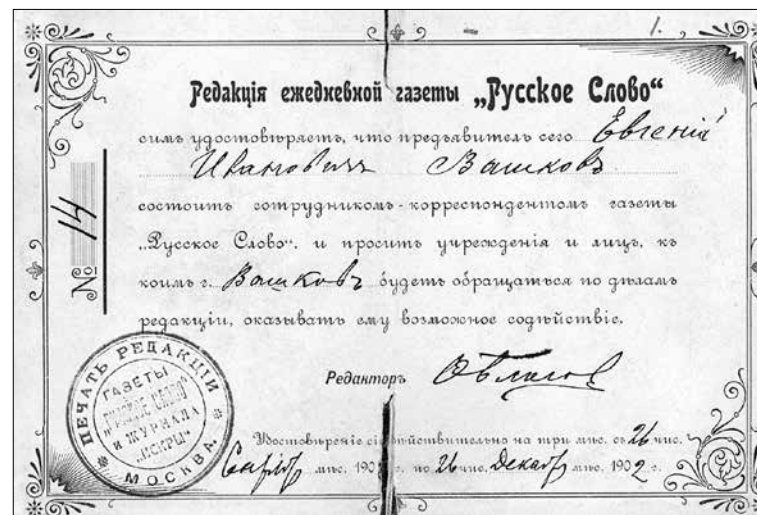 1.
Редакція ежедневной газеты „Русское Слово“
симъ удостовѣряетъ, что предъявитель сего Евгеній
Ивановичъ Вашковъ
состоитъ сотрудникомъ-корреспондентомъ газеты
„Русское Слово“, и проситъ учрежденія и лицъ, къ
коимъ г. Вашковъ будетъ обращаться по дѣламъ
редакціи, оказывать ему возможное содѣйствіе.
№ 14
Редакторъ
ПЕЧАТЬ РЕДАКЦІИ
ГАЗЕТЫ
„РУССКОЕ СЛОВО“
и ЖУРНАЛА
„ИСКРЫ“
МОСКВА.
Удостовѣреніе сіе дѣйствительно на три мѣс. съ 26 чис.
мѣс. 190 г. по 26 чис. Декабр мѣс. 1902 г.